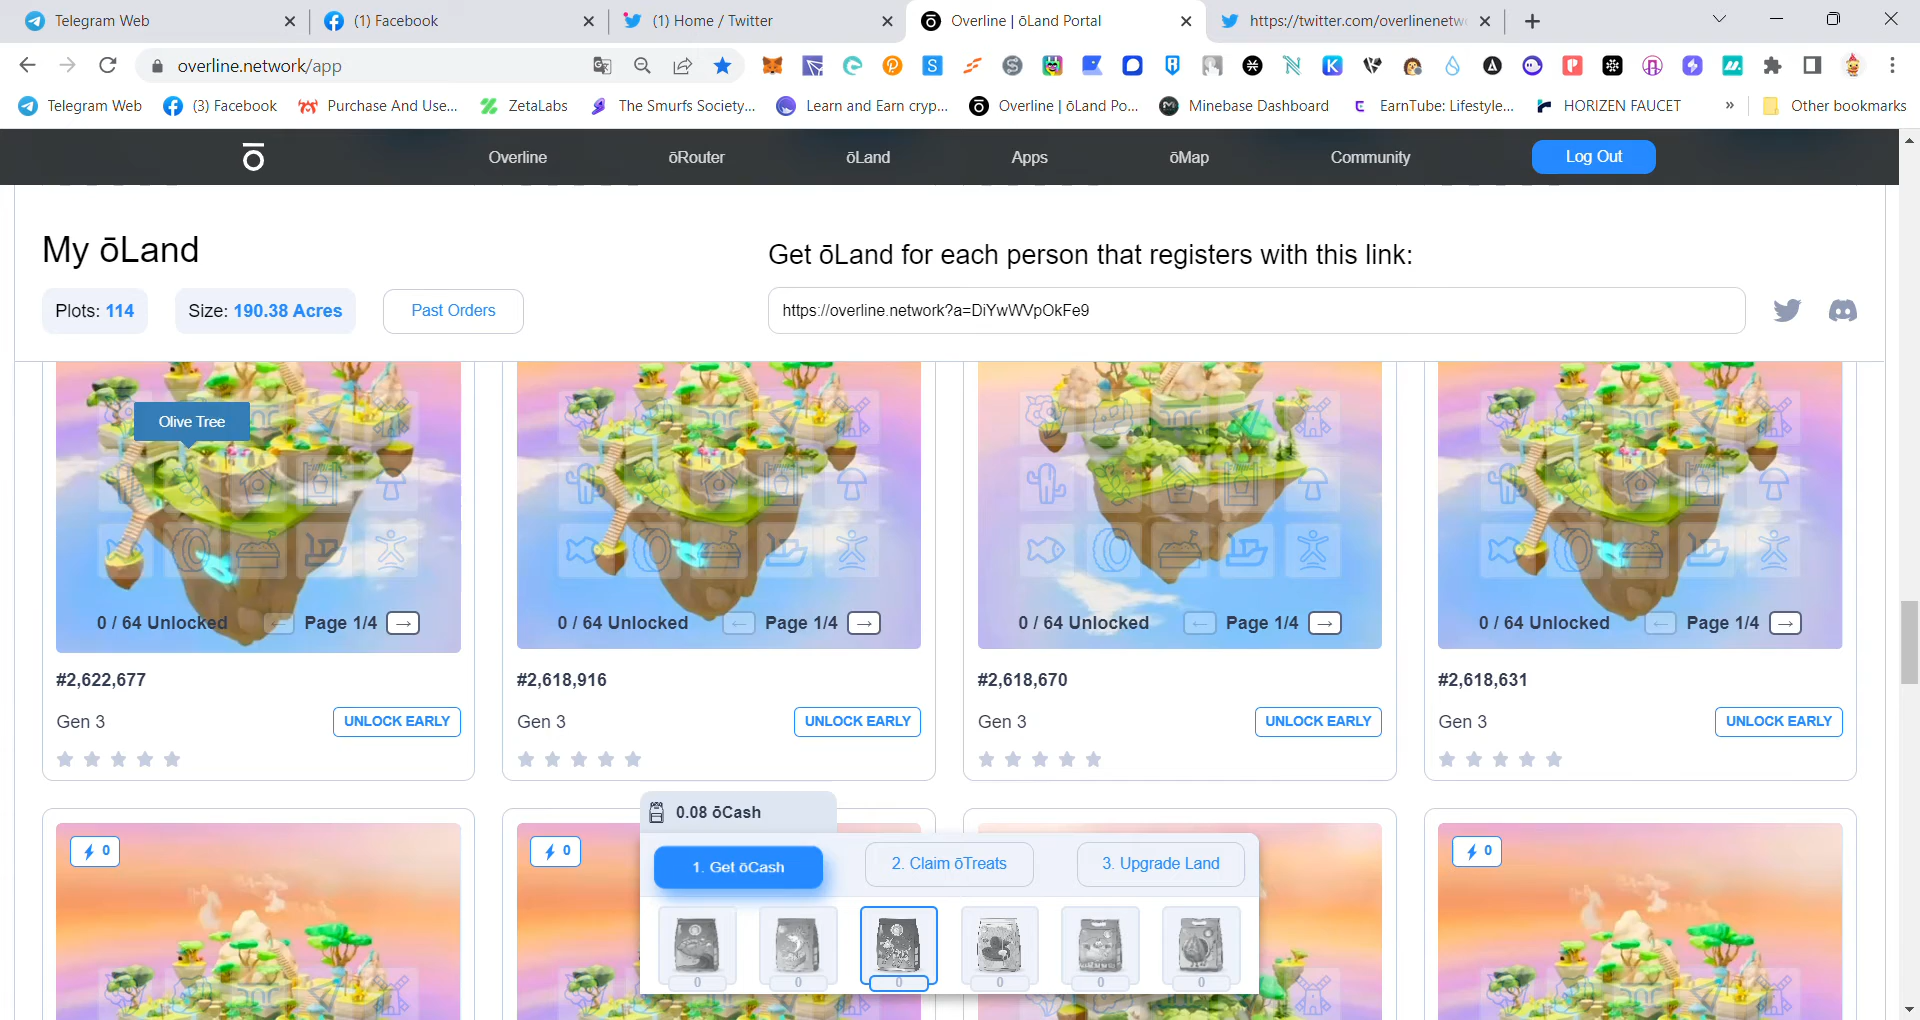 Telegram Web
(1) Facebook
(1) Home / Twitter
Overline | ōLand Portal
https://twitter.com/overlinenetw
overline.network/app
Telegram Web
(3) Facebook
Purchase And Use...
ZetaLabs
The Smurfs Society...
Learn and Earn cryp...
Overline | ōLand Po...
Minebase Dashboard
EarnTube: Lifestyle...
HORIZEN FAUCET
»
Other bookmarks
Overline
ōRouter
ōLand
Apps
ōMap
Community
Log Out
My ōLand
Get ōLand for each person that registers with this link:
Plots: 114
Size: 190.38 Acres
Past Orders
https://overline.network?a=DiYwWVpOkFe9
Olive Tree
0 / 64 Unlocked ← Page 1/4 →
0 / 64 Unlocked ← Page 1/4 →
0 / 64 Unlocked ← Page 1/4 →
0 / 64 Unlocked ← Page 1/4 →
#2,622,677
#2,618,916
#2,618,670
#2,618,631
Gen 3 UNLOCK EARLY
Gen 3 UNLOCK EARLY
Gen 3 UNLOCK EARLY
Gen 3 UNLOCK EARLY
0
0
0
0.08 ōCash
1. Get ōCash
2. Claim ōTreats
3. Upgrade Land
0
0
0
0
0
0